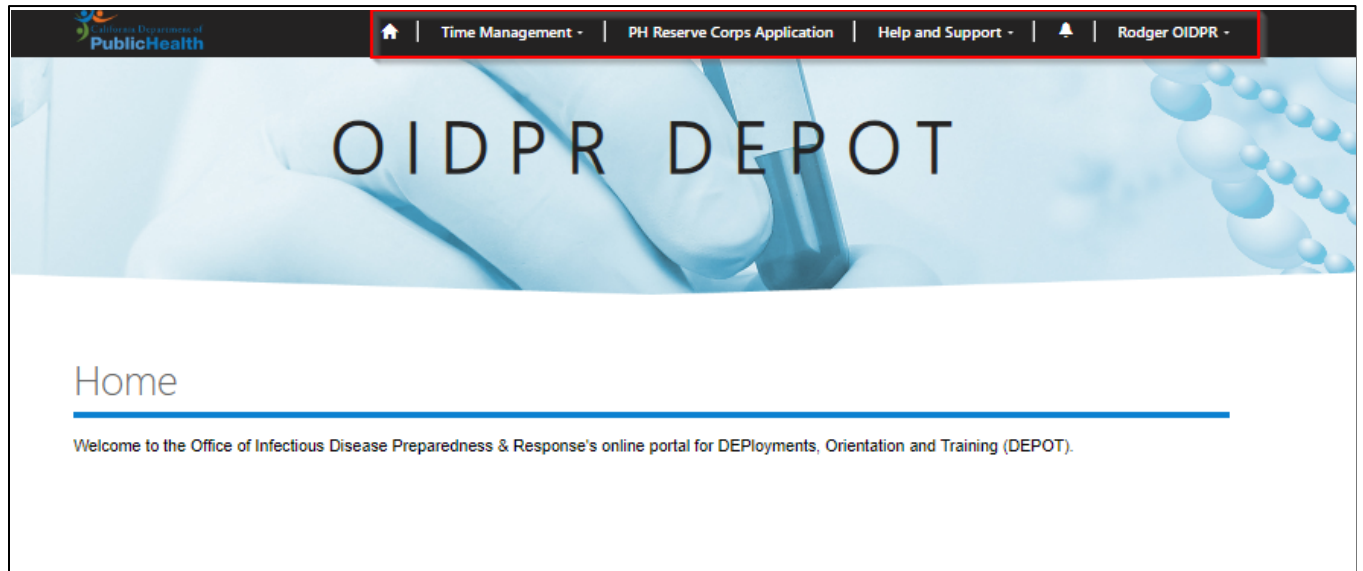 California Department of
PublicHealth
Time Management -
PH Reserve Corps Application
Help and Support -
Rodger OIDPR -
OIDPR DEPOT
Home
Welcome to the Office of Infectious Disease Preparedness & Response's online portal for DEPloyments, Orientation and Training (DEPOT).